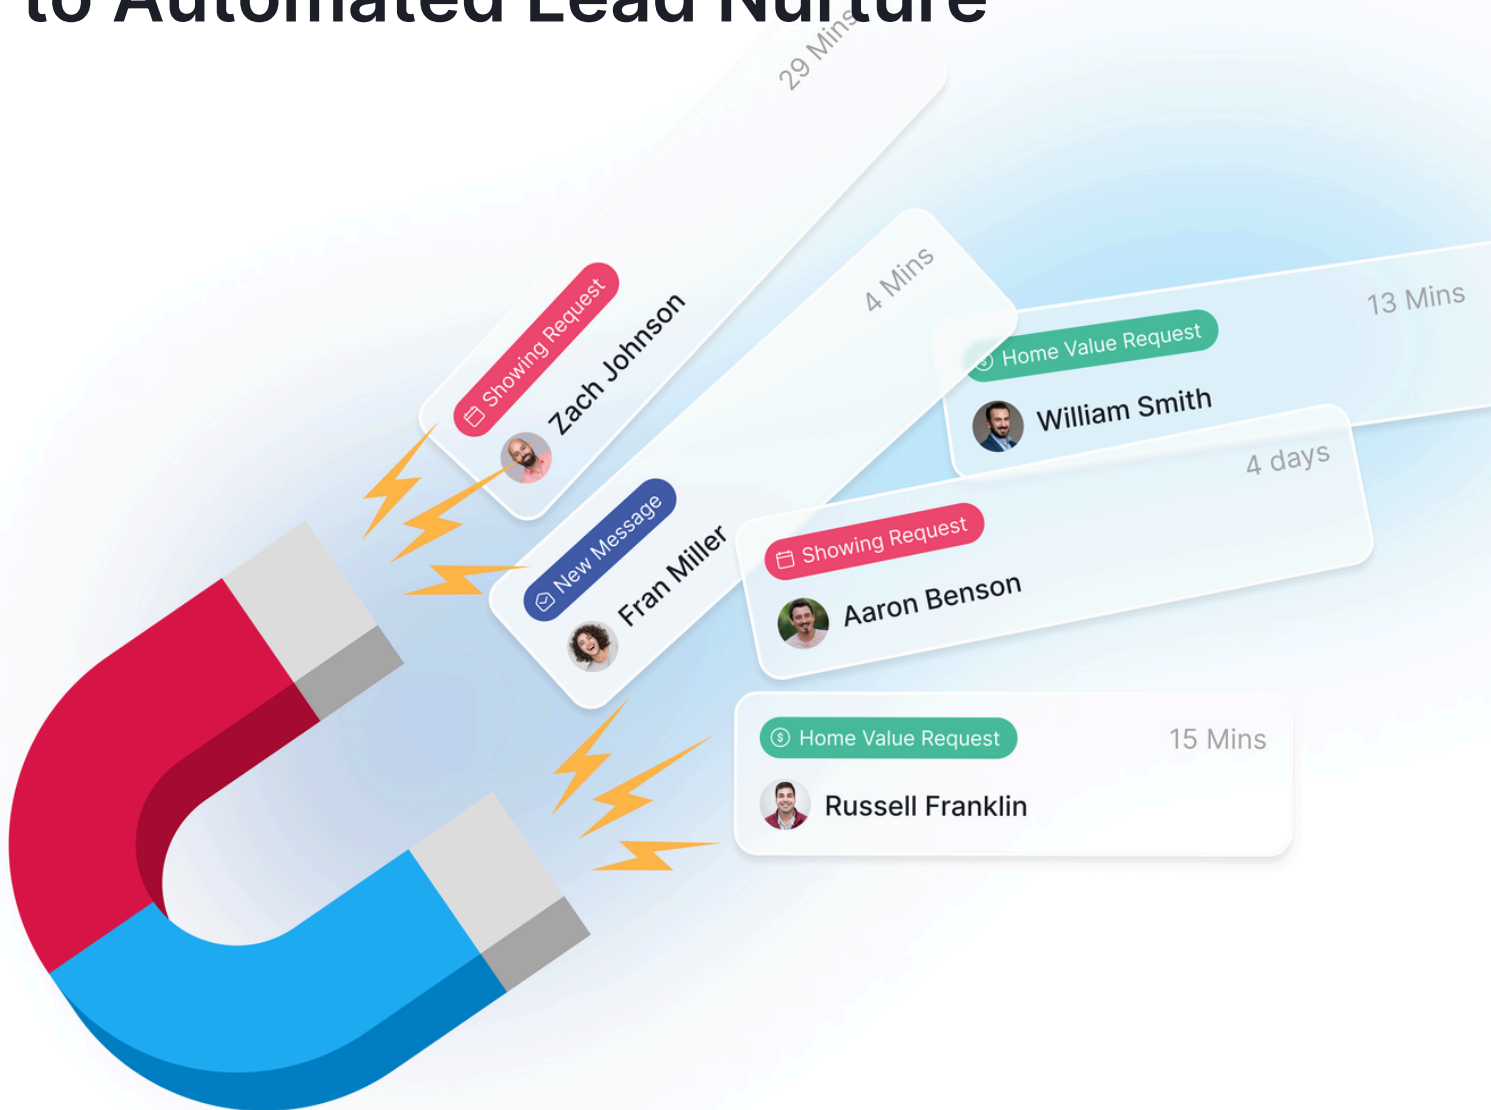 to Automated Lead Nurture
29 Mins
Showing Request
Zach Johnson
4 Mins
New Message
Fran Miller
13 Mins
Home Value Request
William Smith
4 days
Showing Request
Aaron Benson
Home Value Request
15 Mins
Russell Franklin